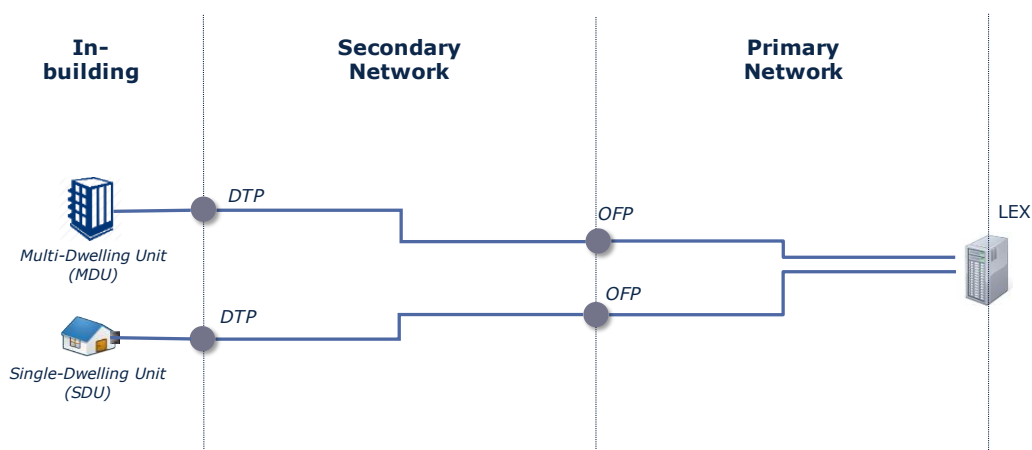 In-
building
Secondary
Network
Primary
Network
DTP
OFP
LEX
Multi-Dwelling Unit
(MDU)
OFP
DTP
Single-Dwelling Unit
(SDU)